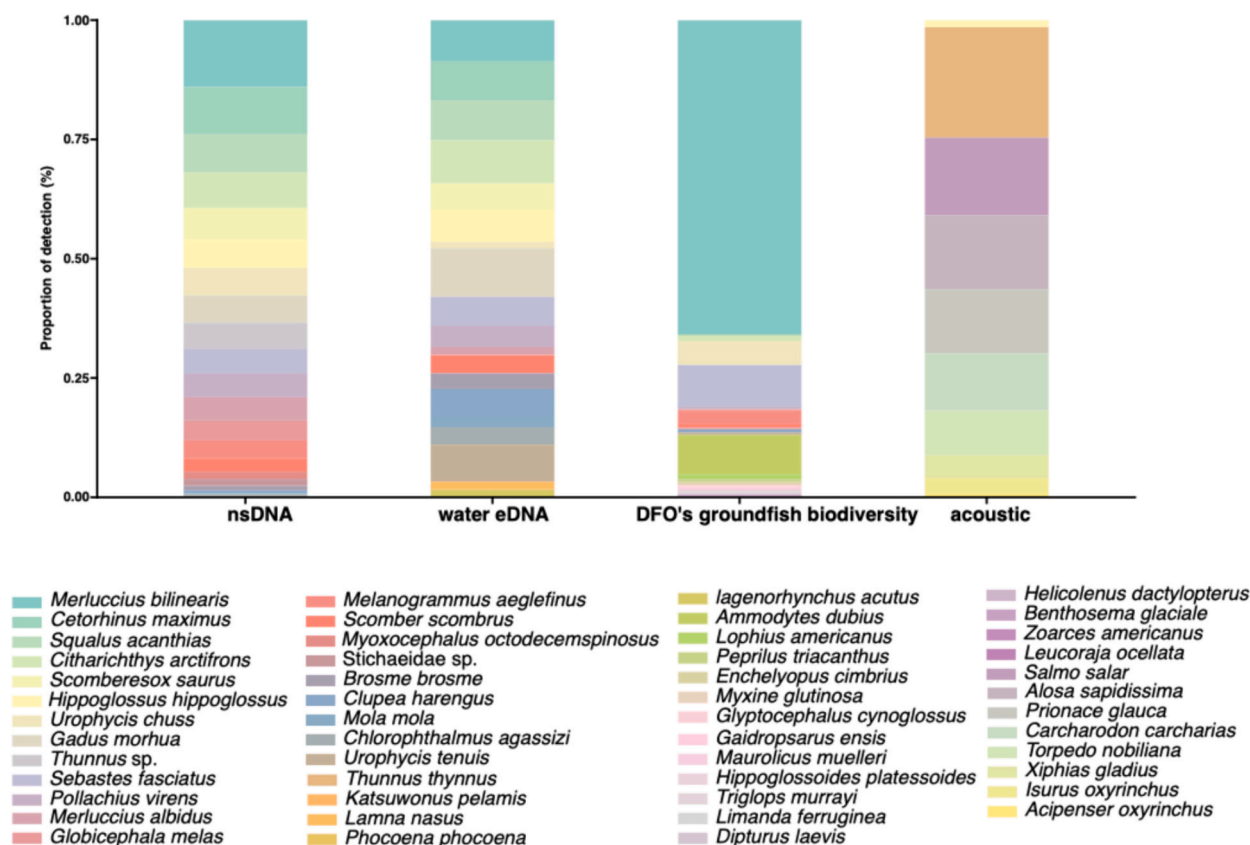 1.00
0.75
0.50
0.25
0.00
Proportion of detection (%)
nsDNA
water eDNA
DFO's groundfish biodiversity
acoustic
Merluccius bilinearis
Cetorhinus maximus
Squalus acanthias
Citharichthys arctifrons
Scomberesox saurus
Hippoglossus hippoglossus
Urophycis chuss
Gadus morhua
Thunnus sp.
Sebastes fasciatus
Pollachius virens
Merluccius albidus
Globicephala melas
Melanogrammus aeglefinus
Scomber scombrus
Myoxocephalus octodecemspinosus
Stichaeidae sp.
Brosme brosme
Clupea harengus
Mola mola
Chlorophthalmus agassizi
Urophycis tenuis
Thunnus thynnus
Katsuwonus pelamis
Lamna nasus
Phocoena phocoena
lagenorhynchus acutus
Ammodytes dubius
Lophius americanus
Peprilus triacanthus
Enchelyopus cimbrius
Myxine glutinosa
Glyptocephalus cynoglossus
Gaidropsarus ensis
Maurolicus muelleri
Hippoglossoides platessoides
Triglops murrayi
Limanda ferruginea
Dipturus laevis
Helicolenus dactylopterus
Benthosema glaciale
Zoarces americanus
Leucoraja ocellata
Salmo salar
Alosa sapidissima
Prionace glauca
Carcharodon carcharias
Torpedo nobiliana
Xiphias gladius
Isurus oxyrinchus
Acipenser oxyrinchus